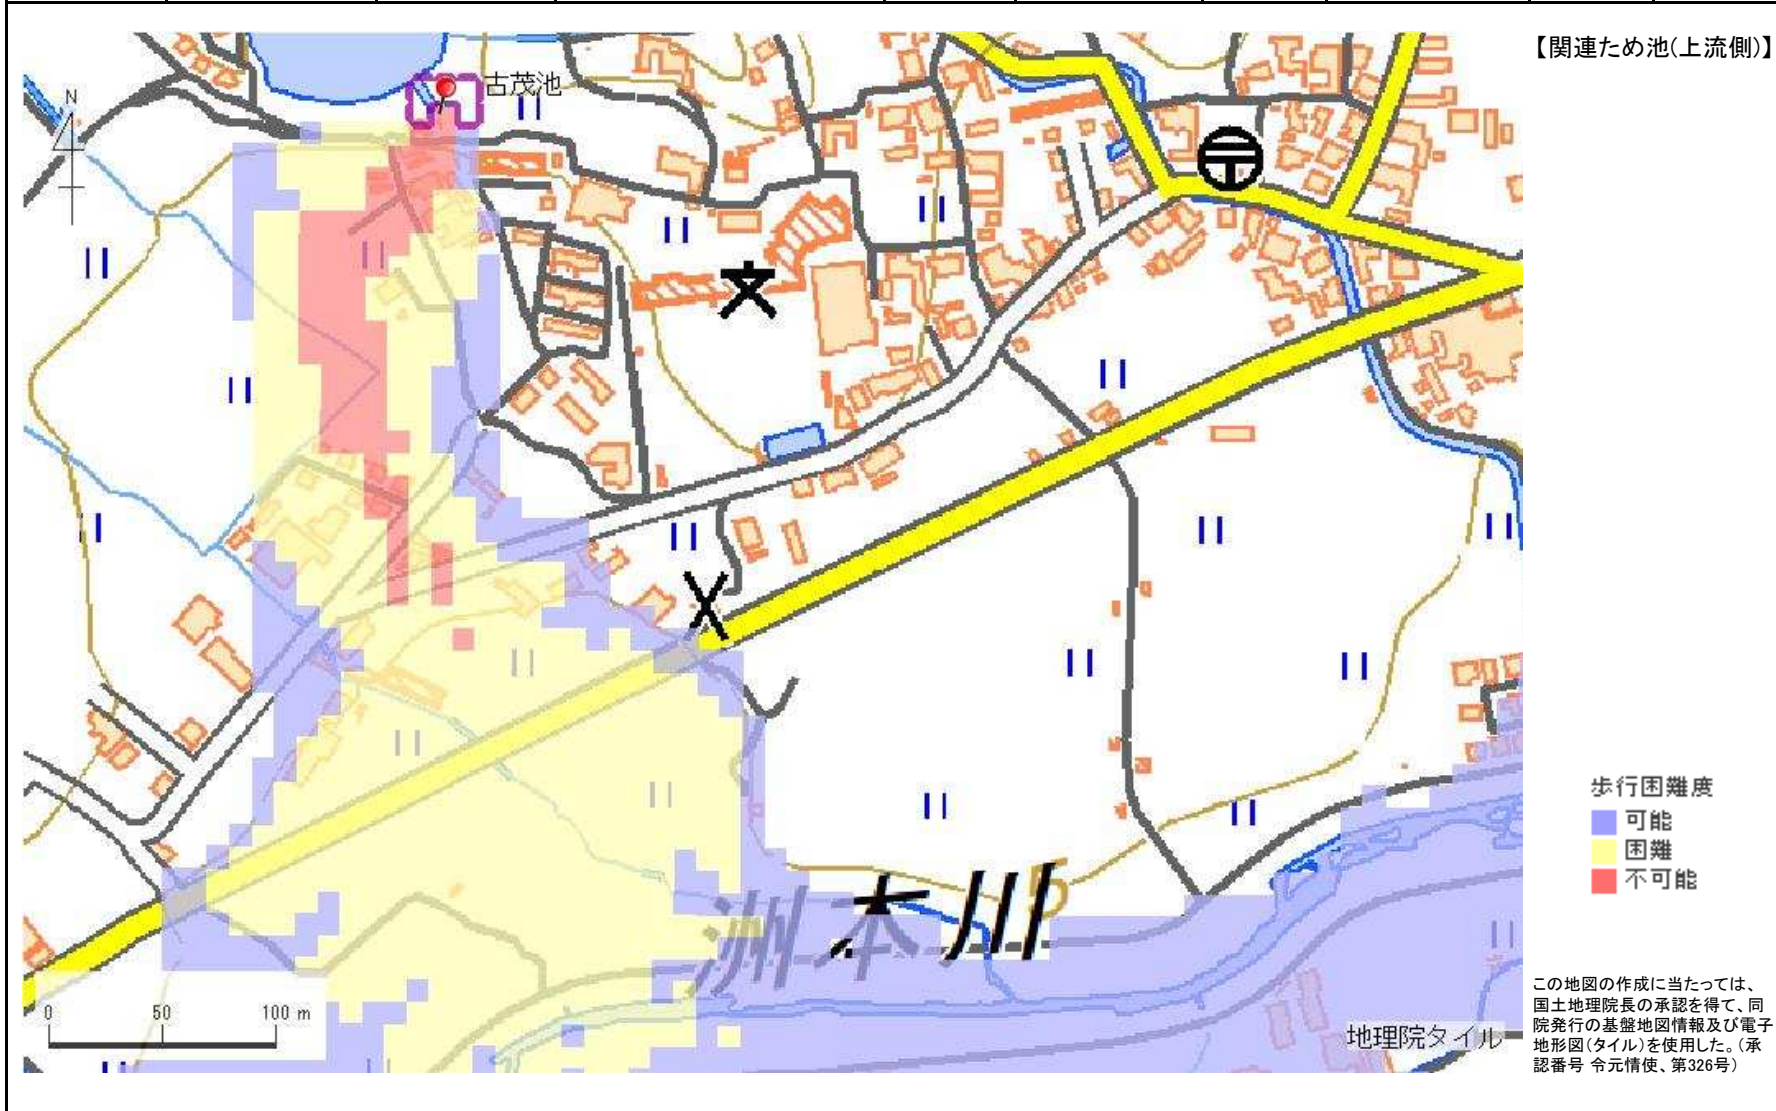 【関連ため池(上流側)】
N
古茂池
洲本川
5
0 50 100 m
地理院タイル
歩行困難度
可能
困難
不可能
この地図の作成に当たっては、
国土地理院長の承認を得て、同
院発行の基盤地図情報及び電子
地形図(タイル)を使用した。(承
認番号 令元情使、第326号)